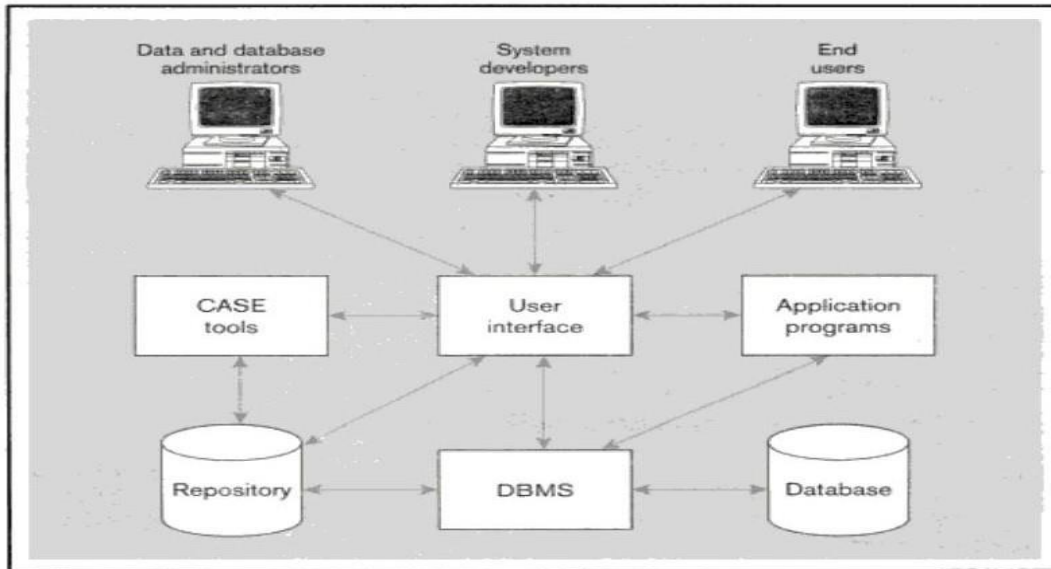 Data and database
administrators
System
developers
End
users
CASE
tools
User
interface
Application
programs
Repository
DBMS
Database